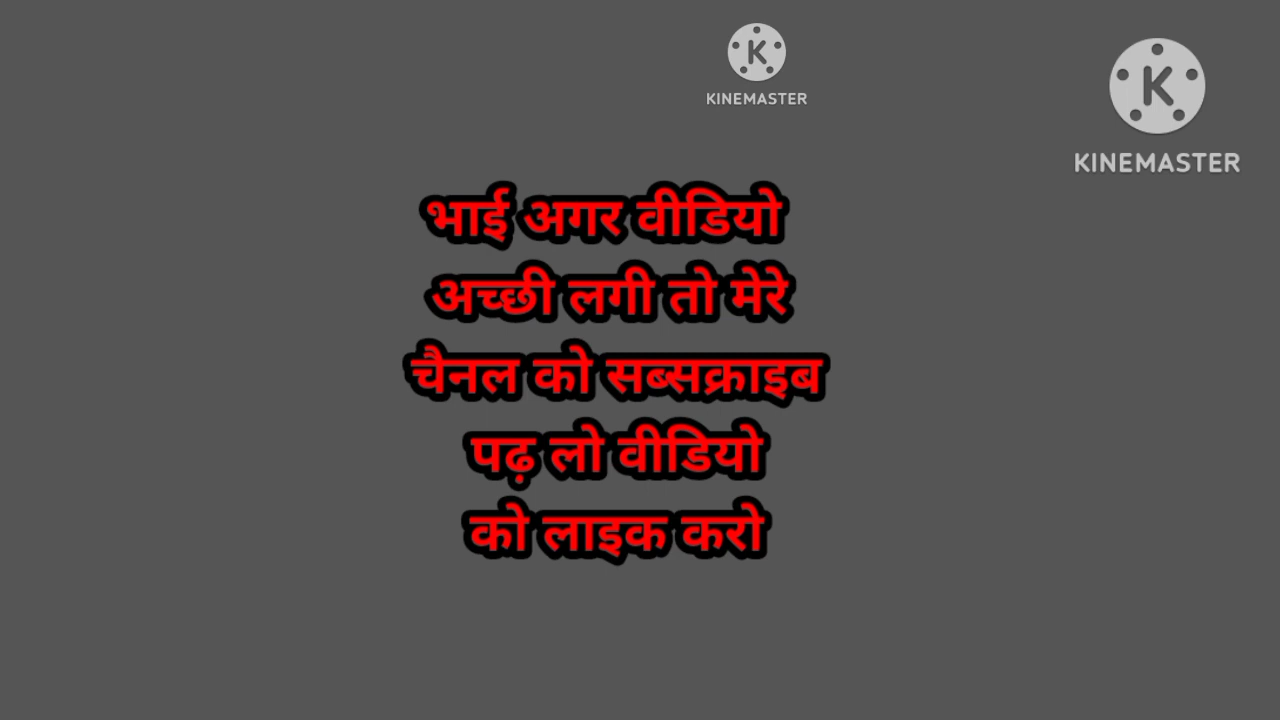 KINEMASTER
KINEMASTER
भाई अगर वीडियो
अच्छी लगी तो मेरे
चैनल को सब्सक्राइब
पढ़ लो वीडियो
को लाइक करो